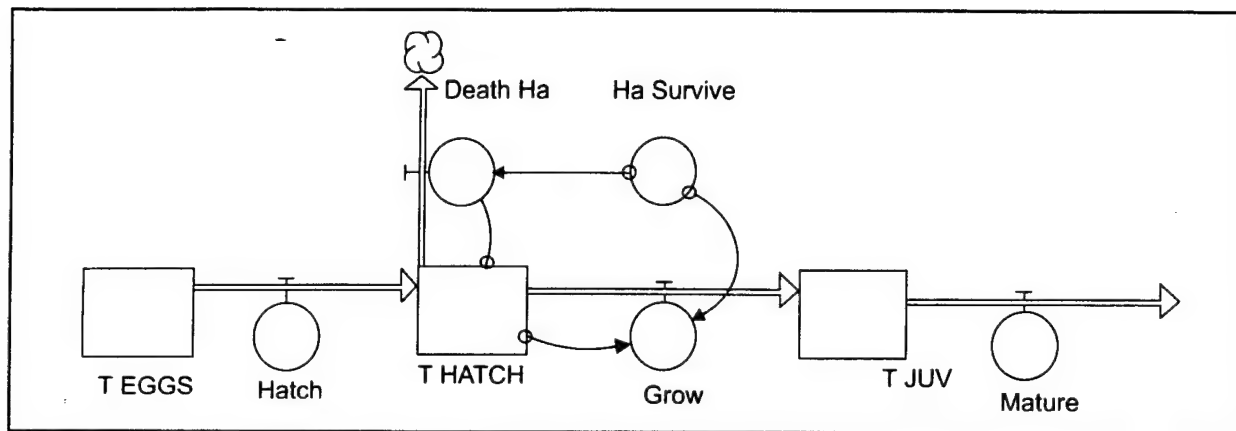 Death Ha
Ha Survive
T EGGS
Hatch
T HATCH
Grow
T JUV
Mature